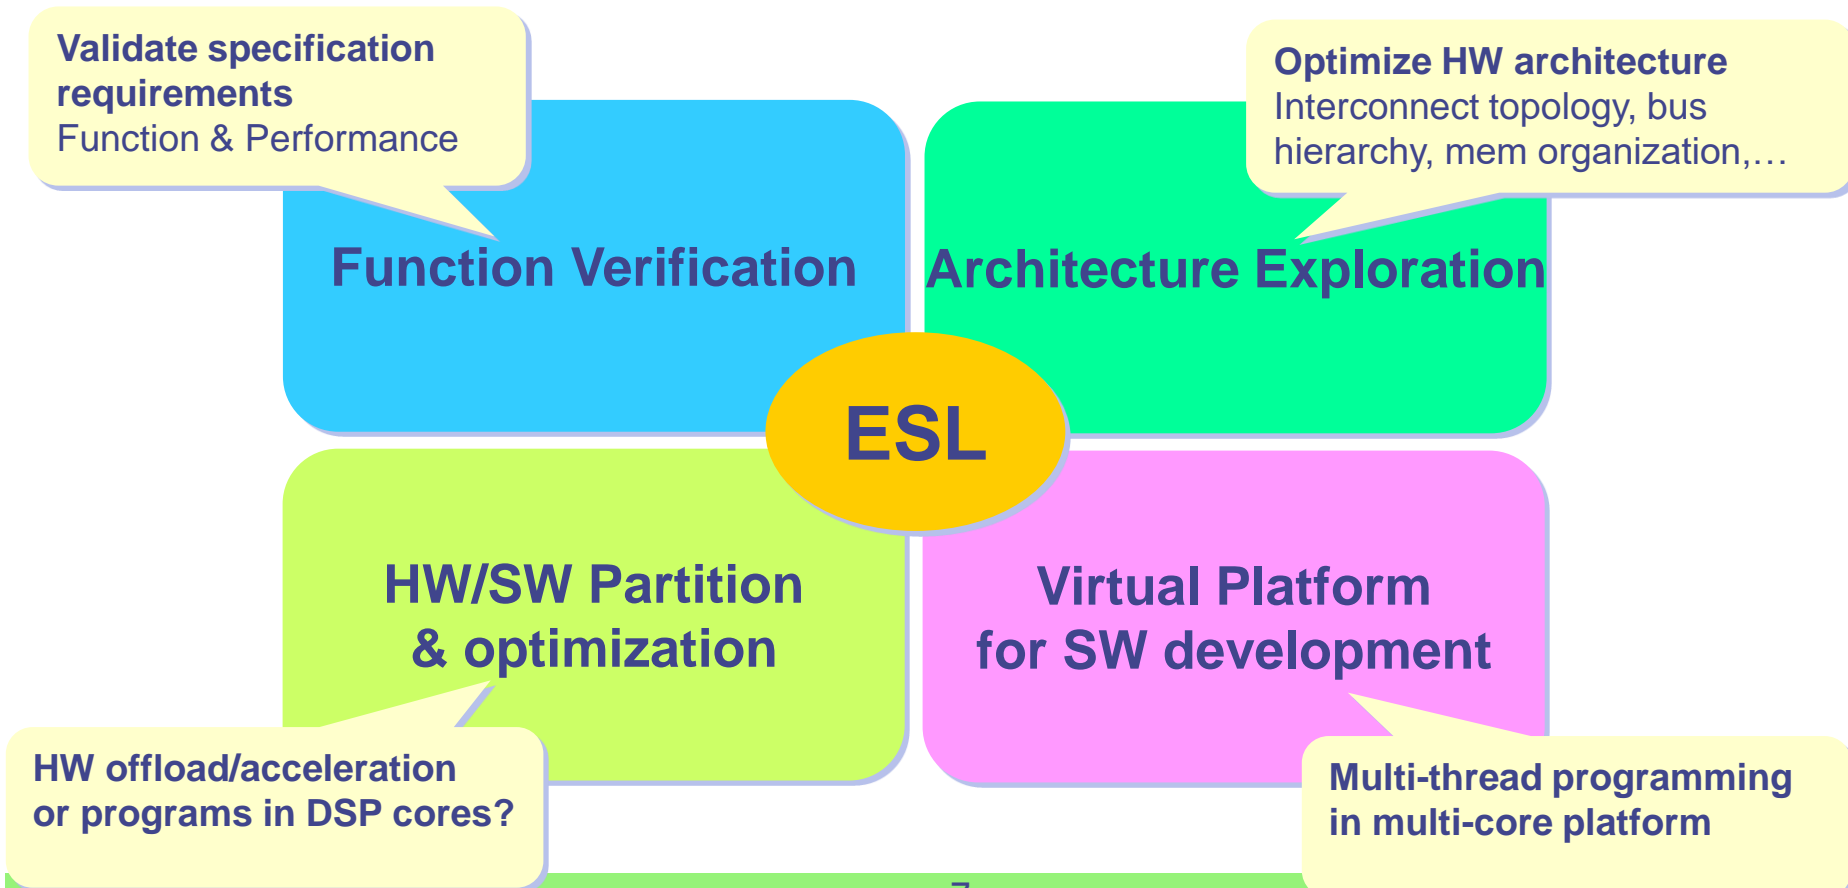 Validate specification
requirements
Function & Performance
Optimize HW architecture
Interconnect topology, bus
hierarchy, mem organization,…
Function Verification
Architecture Exploration
ESL
HW/SW Partition
& optimization
Virtual Platform
for SW development
HW offload/acceleration
or programs in DSP cores?
Multi-thread programming
in multi-core platform
7